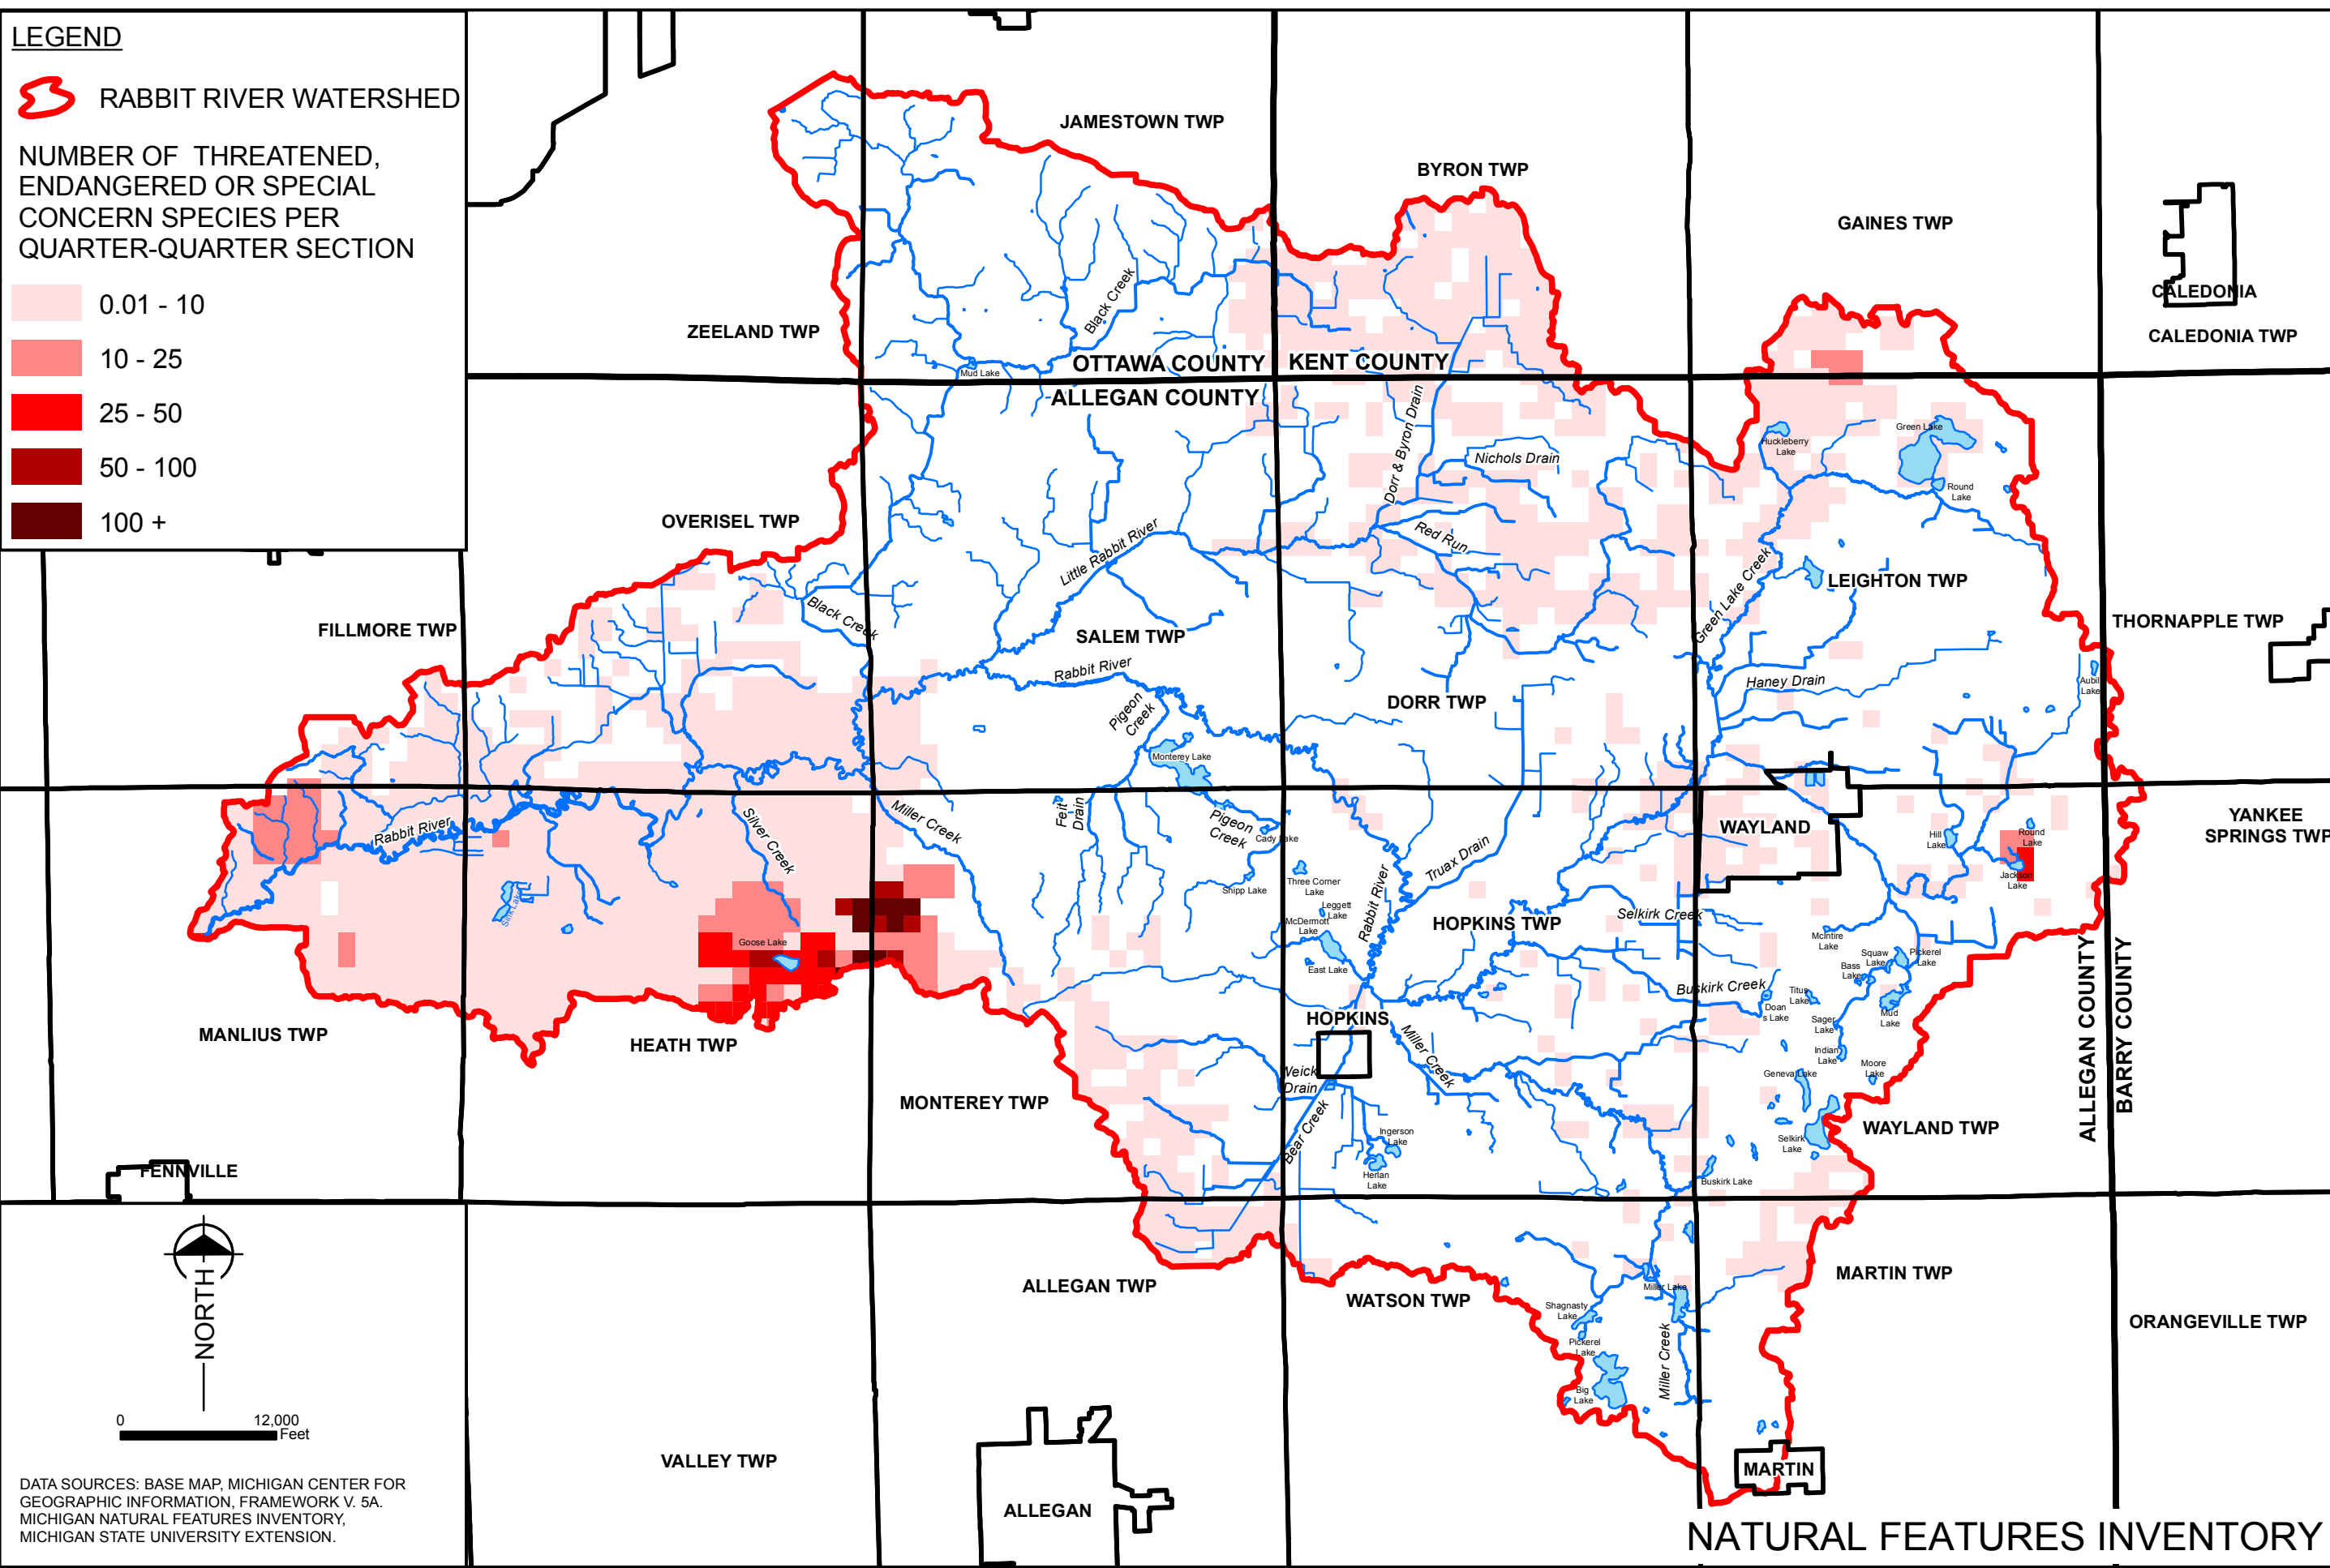 LEGEND
RABBIT RIVER WATERSHED
NUMBER OF THREATENED,
ENDANGERED OR SPECIAL
CONCERN SPECIES PER
QUARTER-QUARTER SECTION
0.01 - 10
10 - 25
25 - 50
50 - 100
100 +
JAMESTOWN TWP
BYRON TWP
GAINES TWP
CALEDONIA
CALEDONIA TWP
ZEELAND TWP
Black Creek
OTTAWA COUNTY
KENT COUNTY
Mud Lake
ALLEGAN COUNTY
Dorr & Byron Drain
Nichols Drain
Huckleberry
Lake
Green Lake
Round
Lake
OVERISEL TWP
Red Run
Little Rabbit River
Green Lake Creek
LEIGHTON TWP
Black Creek
FILLMORE TWP
SALEM TWP
THORNAPPLE TWP
Rabbit River
Haney Drain
Aubil
Lake
DORR TWP
Pigeon
Creek
Monterey Lake
Rabbit River
Silver Creek
Miller Creek
Feit
Drain
Pigeon
Creek
Cady Lake
Truax Drain
WAYLAND
Hill
Lake
Round
Lake
Jackson
Lake
YANKEE
SPRINGS TWP
Shipp Lake
Three Corner
Lake
Leggett
Lake
McDermott
Lake
East Lake
Rabbit River
HOPKINS TWP
Selkirk Creek
McIntire
Lake
Squaw
Lake
Pickerel
Lake
Bass
Lake
Goose Lake
Buskirk Creek
Titus
Lake
Doan
s Lake
Mud
Lake
Sager
Lake
Indian
Lake
Moore
Lake
Geneva Lake
ALLEGAN COUNTY
BARRY COUNTY
MANLIUS TWP
HEATH TWP
HOPKINS
Miller Creek
Weick
Drain
MONTEREY TWP
Bear Creek
Ingerson
Lake
Herlan
Lake
Selkirk
Lake
WAYLAND TWP
Buskirk Lake
FENNVILLE
NORTH
0
12,000
Feet
ALLEGAN TWP
WATSON TWP
Miller Lake
MARTIN TWP
Shagnasty
Lake
Pickerel
Lake
Big
Lake
Miller Creek
ORANGEVILLE TWP
VALLEY TWP
ALLEGAN
MARTIN
DATA SOURCES: BASE MAP, MICHIGAN CENTER FOR
GEOGRAPHIC INFORMATION, FRAMEWORK V. 5A.
MICHIGAN NATURAL FEATURES INVENTORY,
MICHIGAN STATE UNIVERSITY EXTENSION.
NATURAL FEATURES INVENTORY